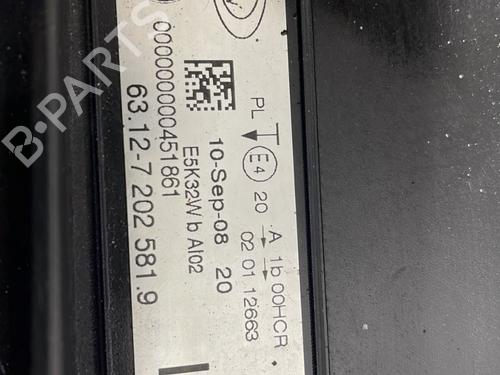 000000000451861
63.12-7 202 581.9
10-Sep-08 20
E5K32W b AI02
PL
E4
20
A 1b 00HCR
02 01 12663